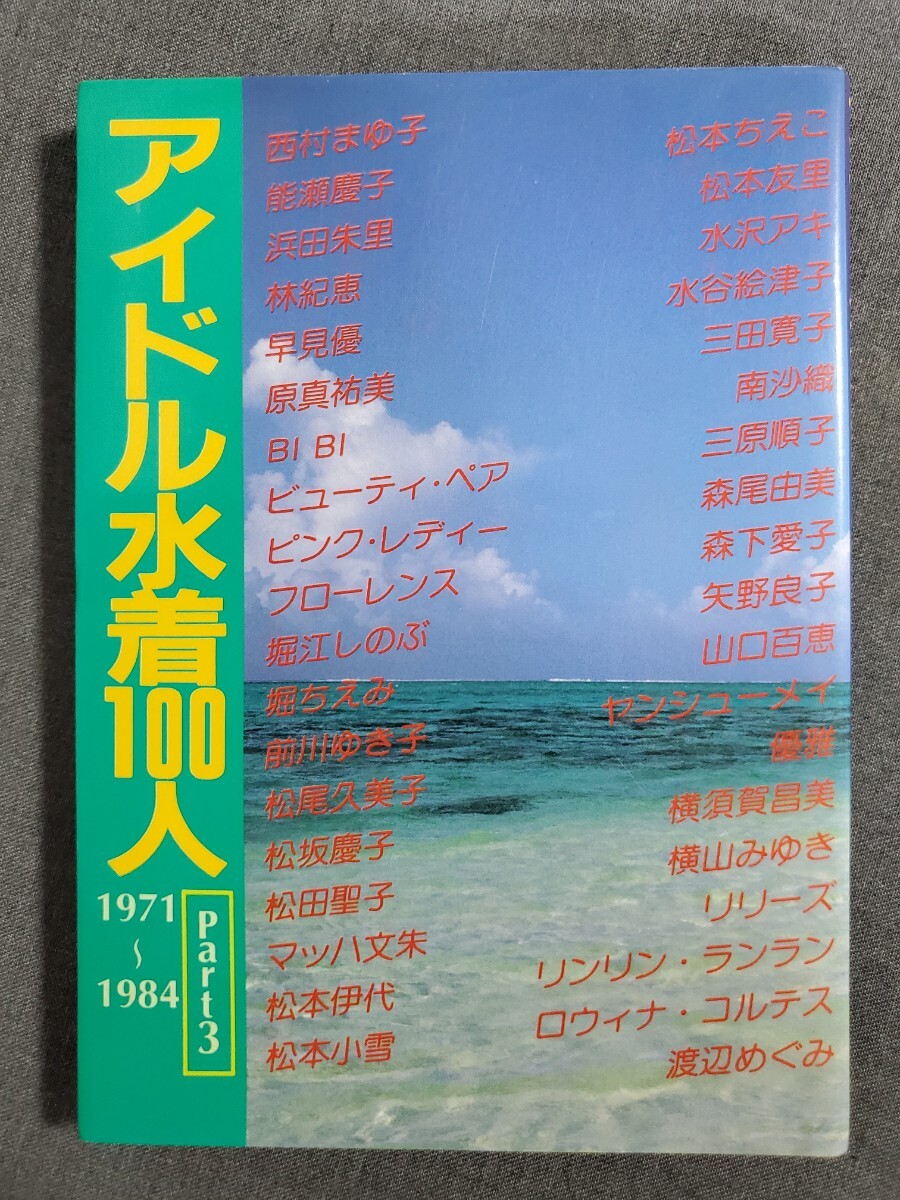 アイドル水着100人
1971
~
1984
Part3
西村まゆ子
能瀬慶子
浜田朱里
林紀恵
早見優
原真祐美
BI BI
ビューティ・ペア
ピンク・レディー
フローレンス
堀江しのぶ
堀ちえみ
前川ゆき子
松尾久美子
松坂慶子
松田聖子
マッハ文朱
松本伊代
松本小雪
松本ちえこ
松本友里
水沢アキ
水谷絵津子
三田寛子
南沙織
三原順子
森尾由美
森下愛子
矢野良子
山口百恵
ヤンシューメイ
優雅
横須賀昌美
横山みゆき
リリーズ
リンリン・ランラン
ロウィナ・コルテス
渡辺めぐみ